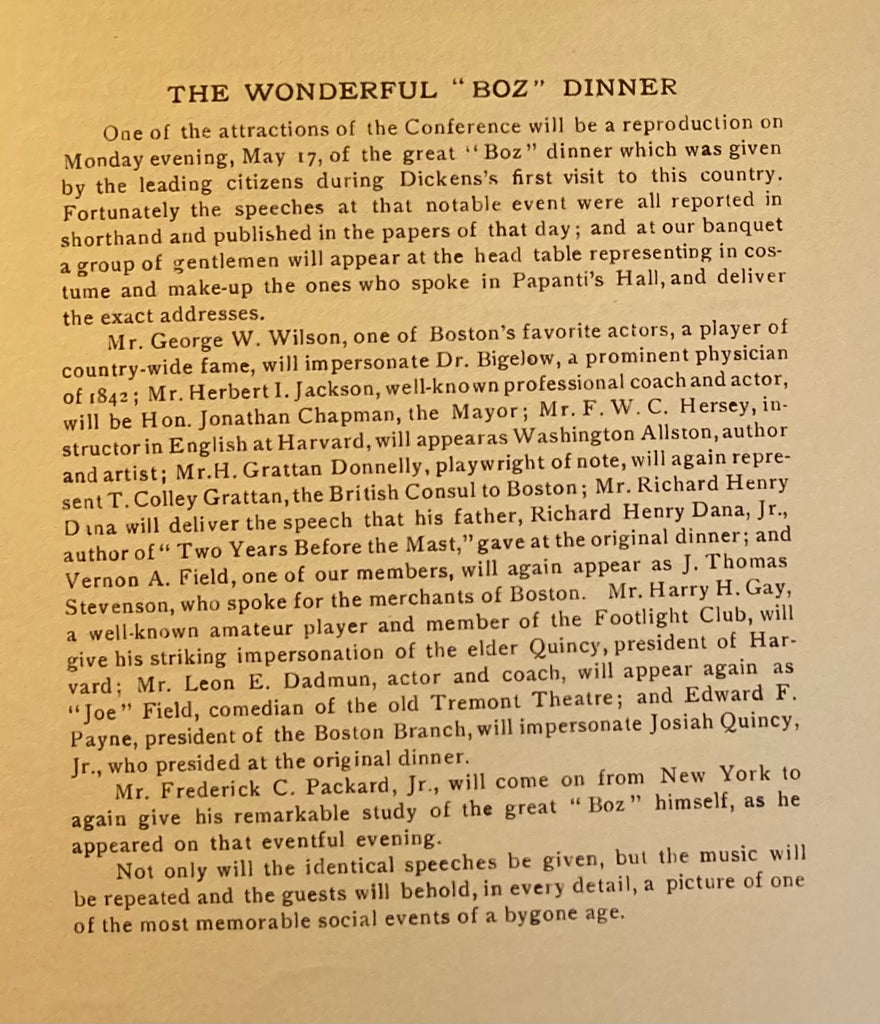 THE WONDERFUL “BOZ” DINNER
One of the attractions of the Conference will be a reproduction on
Monday evening, May 17, of the great “Boz” dinner which was given
by the leading citizens during Dickens's first visit to this country.
Fortunately the speeches at that notable event were all reported in
shorthand and published in the papers of that day; and at our banquet
a group of gentlemen will appear at the head table representing in cos-
tume and make-up the ones who spoke in Papanti's Hall, and deliver
the exact addresses.
Mr. George W. Wilson, one of Boston's favorite actors, a player of
country-wide fame, will impersonate Dr. Bigelow, a prominent physician
of 1842; Mr. Herbert I. Jackson, well-known professional coach and actor,
will be Hon. Jonathan Chapman, the Mayor; Mr. F. W. C. Hersey, in-
structor in English at Harvard, will appear as Washington Allston, author
and artist; Mr. H. Grattan Donnelly, playwright of note, will again repre-
sent T. Colley Grattan, the British Consul to Boston; Mr. Richard Henry
Dana will deliver the speech that his father, Richard Henry Dana, Jr.,
author of “Two Years Before the Mast,” gave at the original dinner; and
Vernon A. Field, one of our members, will again appear as J. Thomas
Stevenson, who spoke for the merchants of Boston. Mr. Harry H. Gay,
a well-known amateur player and member of the Footlight Club, will
give his striking impersonation of the elder Quincy, president of Har-
vard; Mr. Leon E. Dadmun, actor and coach, will appear again as
“Joe” Field, comedian of the old Tremont Theatre; and Edward F.
Payne, president of the Boston Branch, will impersonate Josiah Quincy,
Jr., who presided at the original dinner.
Mr. Frederick C. Packard, Jr., will come on from New York to
again give his remarkable study of the great “Boz” himself, as he
appeared on that eventful evening.
Not only will the identical speeches be given, but the music will
be repeated and the guests will behold, in every detail, a picture of one
of the most memorable social events of a bygone age.